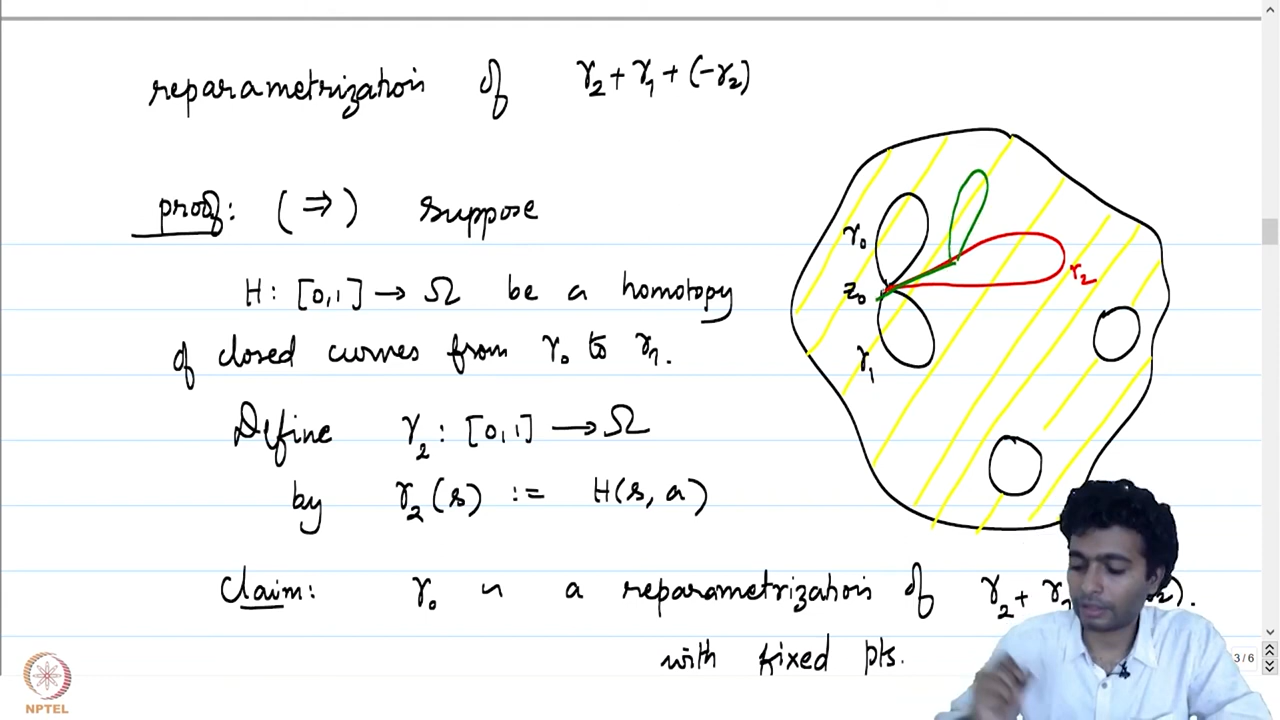 reparametrization of γ₂ + γ₁ + (-γ₂)
proof: (⇒) suppose
H: [0,1] → Ω be a homotopy
of closed curves from γ₀ to γ₁.
Define γ₂: [0,1] → Ω
by γ₂(s) := H(s, a)
Claim: γ₀ is a reparametrization of γ₂ + γ₁
with fixed pts.
γ₀
z₀
γ₁
γ₂
3 / 6
NPTEL